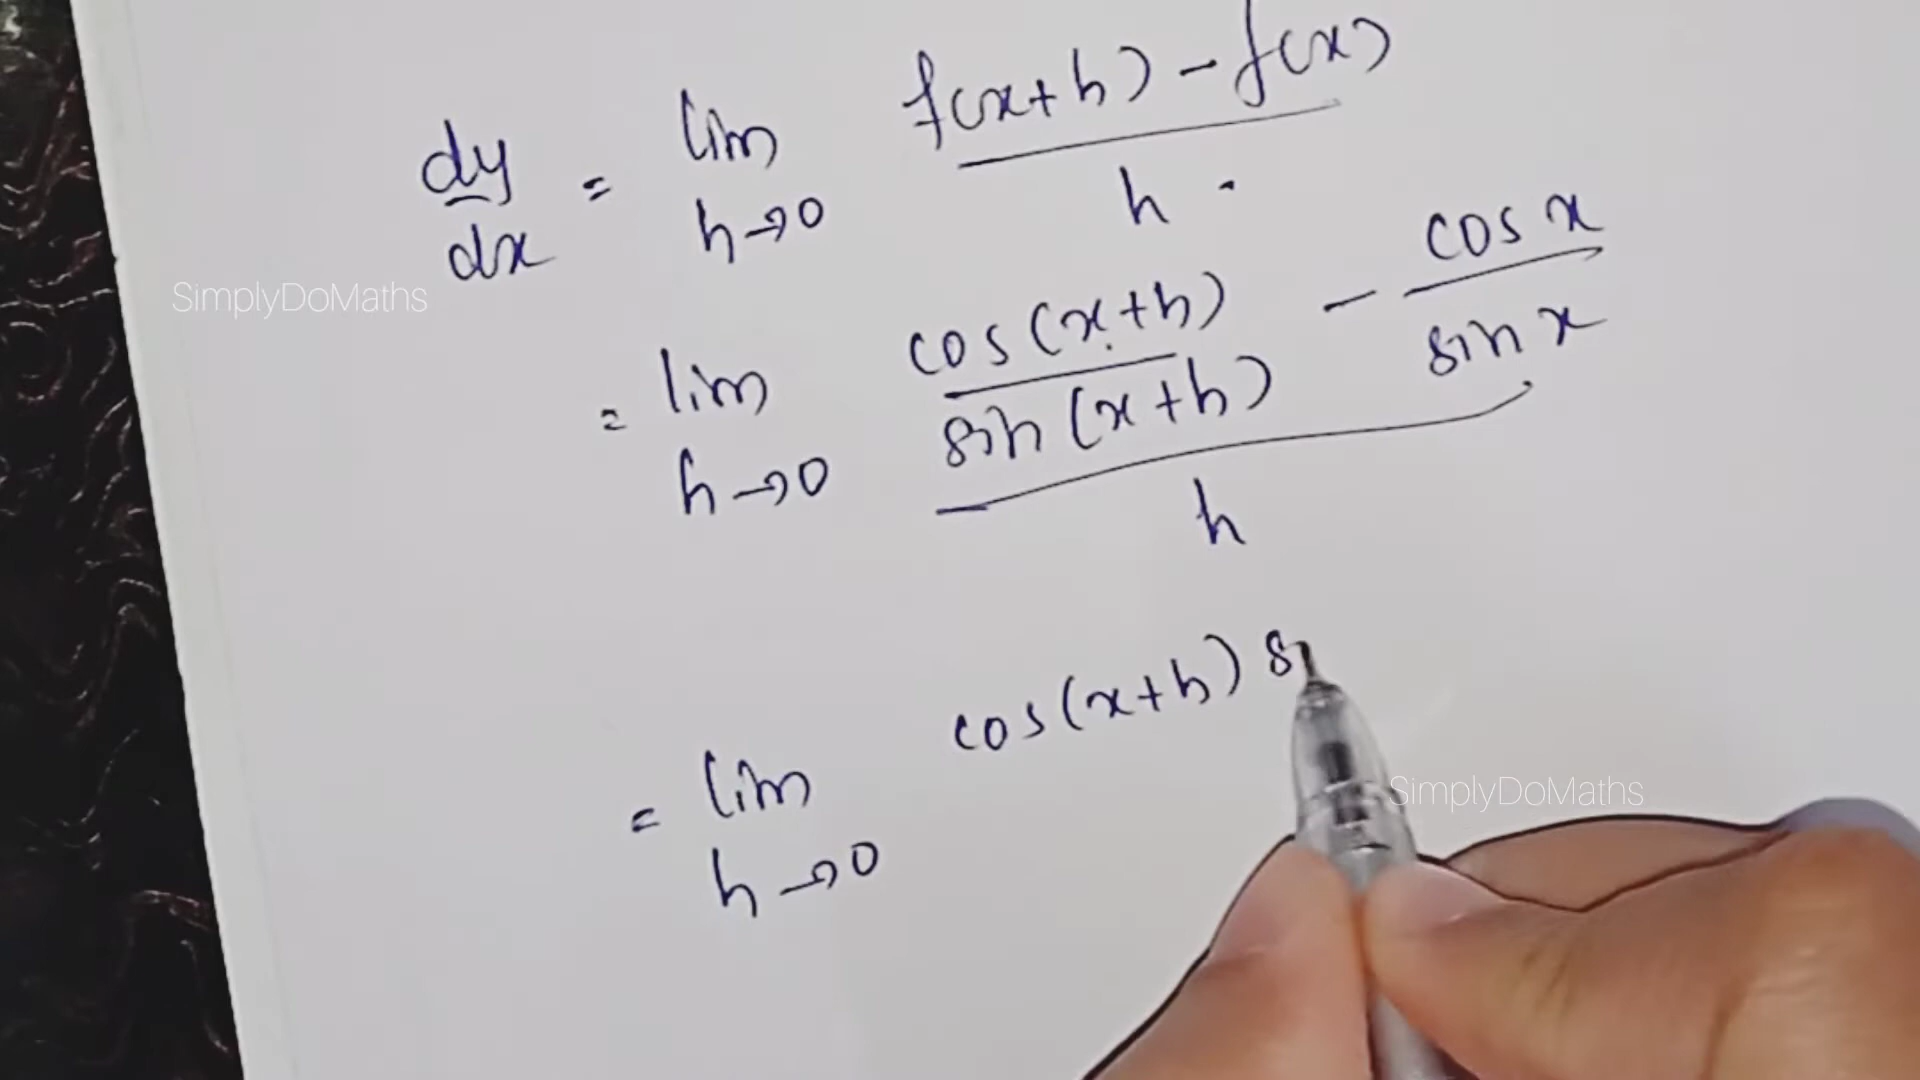 dy/dx = lim h→0 f(x+h) - f(x) / h .
SimplyDoMaths
= lim h→0 cos(x+h)/sin(x+h) - cos x/sin x / h
= lim h→0 cos(x+h) s
SimplyDoMaths